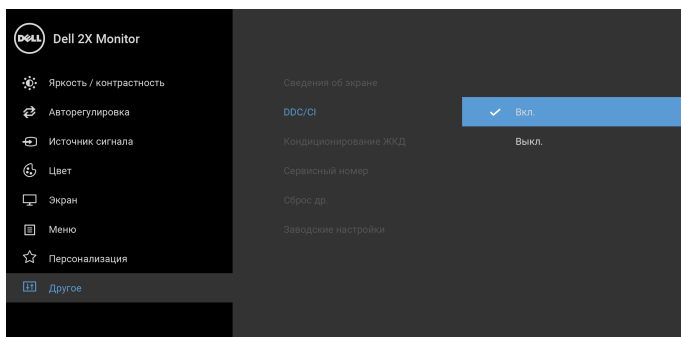 DELL
Dell 2X Monitor
Яркость / контрастность
Авторегулировка
Источник сигнала
Цвет
Экран
Меню
Персонализация
Другое
Сведения об экране
DDC/CI
Кондиционирование ЖКД
Сервисный номер
Сброс др.
Заводские настройки
Вкл.
Выкл.